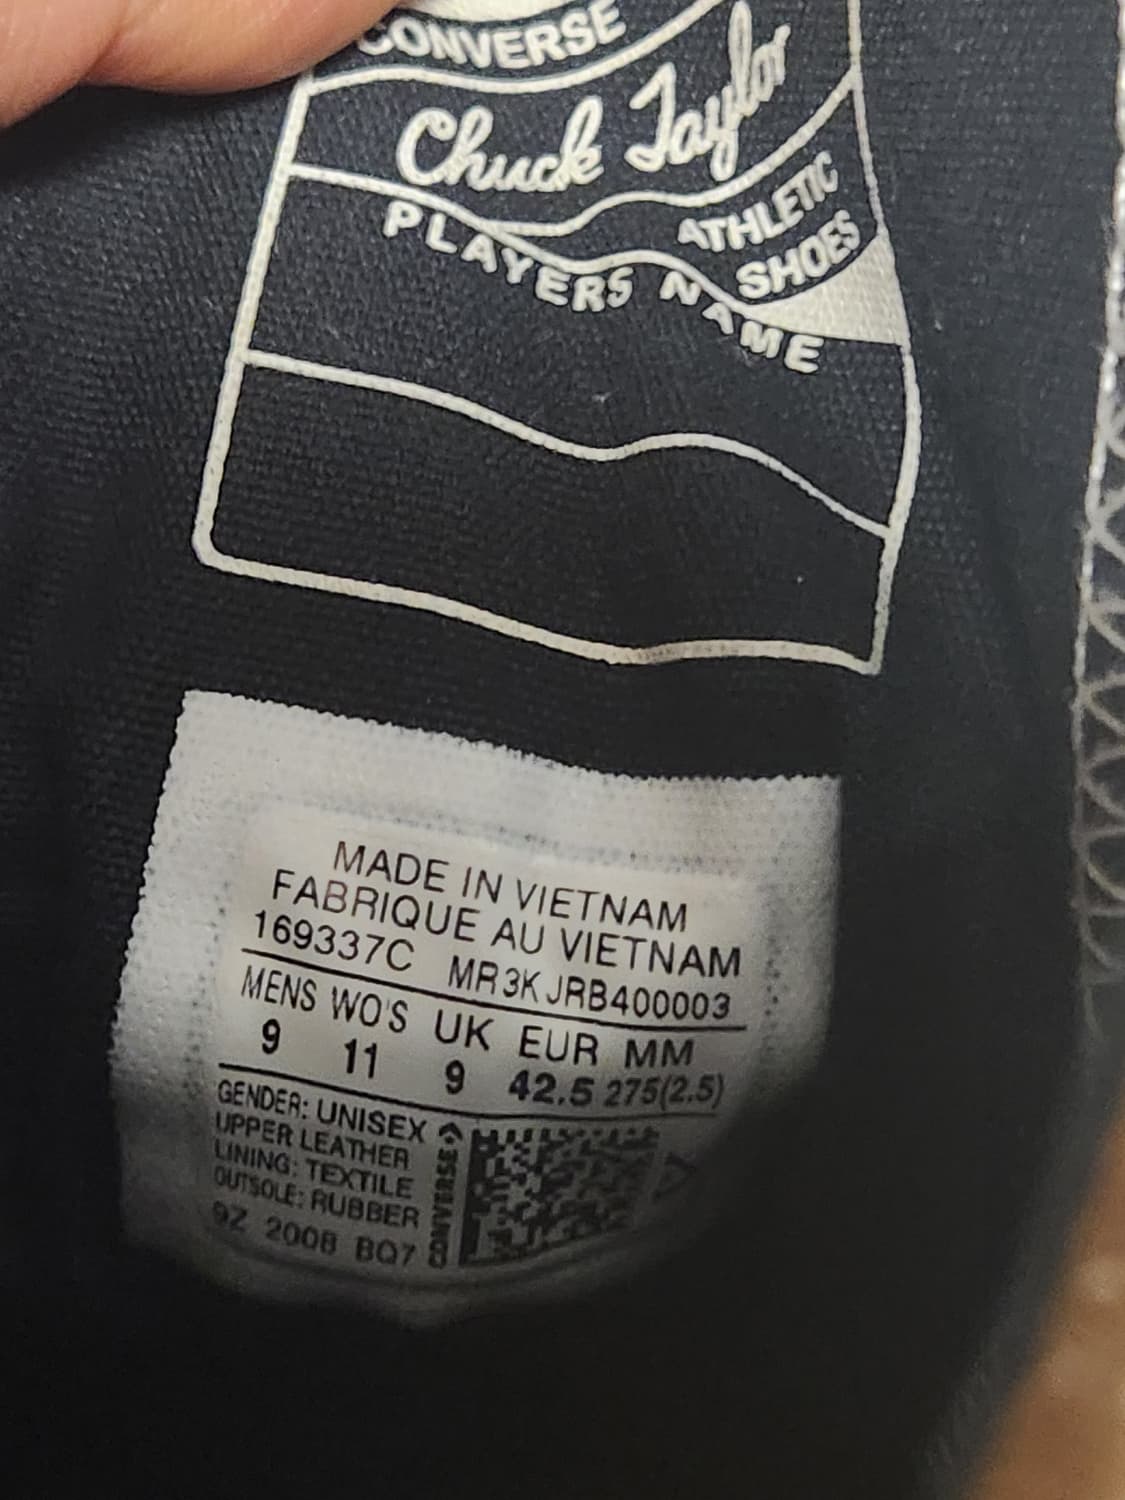 CONVERSE
Chuck Taylor
ATHLETIC
SHOES
PLAYERS NAME
MADE IN VIETNAM
FABRIQUE AU VIETNAM
169337C MR3K JRB400003
MENS WO'S UK EUR MM
9 11 9 42.5 275(2.5)
GENDER: UNISEX
UPPER LEATHER
LINING: TEXTILE
OUTSOLE: RUBBER
9Z 2008 BQ7
CONVERSE